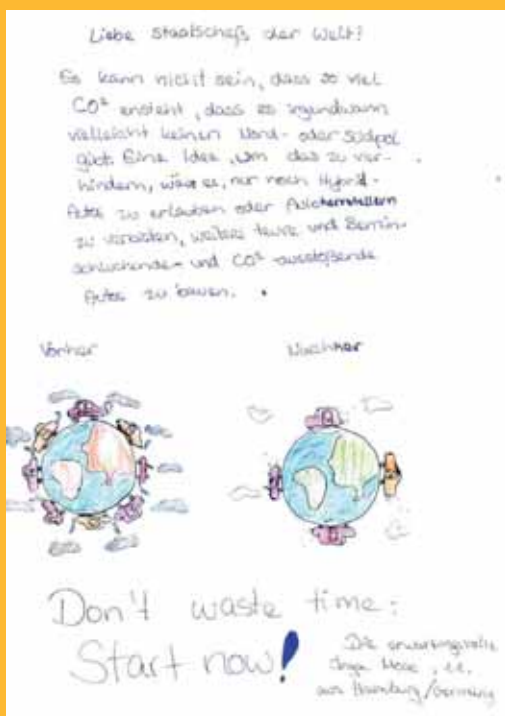 Liebe Staatschefs der Welt!
Es kann nicht sein, dass so viel
CO² ensteht, dass es irgendwann
vielleicht keinen Nord- oder Südpol
gibt. Eine Idee, um das zu ver-
hindern, wäre es, nur noch Hybrid-
Autos zu erlauben oder Autoherstellern
zu verbieten, weitere teure und Benzin-
schluckende- und CO² -ausstoßende
Autos zu bauen.
Vorher
Nachher
Don't waste time:
Start now!
Die erwartungsvolle
aus Hamburg/Germany